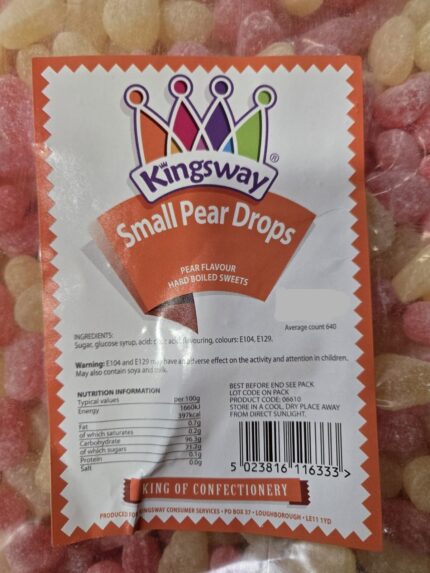 Kingsway®
Small Pear Drops
PEAR FLAVOUR
HARD BOILED SWEETS
Average count 640
INGREDIENTS:
Sugar, glucose syrup, acid: flavouring, colours: E104, E129.
Warning: E104 and E129 may have an adverse effect on the activity and attention in children.
May also contain soya and milk.
NUTRITION INFORMATION
Typical values per 100g
Energy 1660kJ
397kcal
Fat 0.7g
of which saturates 0.2g
Carbohydrate 96.3g
of which sugars
Protein 0.1g
Salt 0.0g
BEST BEFORE END SEE PACK
LOT CODE ON PACK
PRODUCT CODE: 06610
STORE IN A COOL, DRY PLACE AWAY
FROM DIRECT SUNLIGHT.
5 023816 116333 >
KING OF CONFECTIONERY
PRODUCED FOR KINGSWAY CONSUMER SERVICES • PO BOX 37 • LOUGHBOROUGH • LE11 1YD